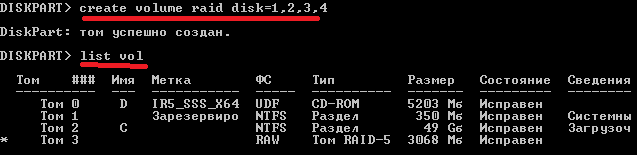 DISKPART> create volume raid disk=1,2,3,4
DiskPart: том успешно создан.
DISKPART> list vol
Том ### Имя Метка ФС Тип Размер Состояние Сведения
---------- --- ----------- ----- ---------- ------- --------- --------
Том 0 D IR5_SSS_X64 UDF CD-ROM 5203 Мб Исправен
Том 1 Зарезервиро NTFS Раздел 350 Мб Исправен Системны
Том 2 C NTFS Раздел 49 Gб Исправен Загрузоч
* Том 3 RAW Том RAID-5 3068 Мб Исправен